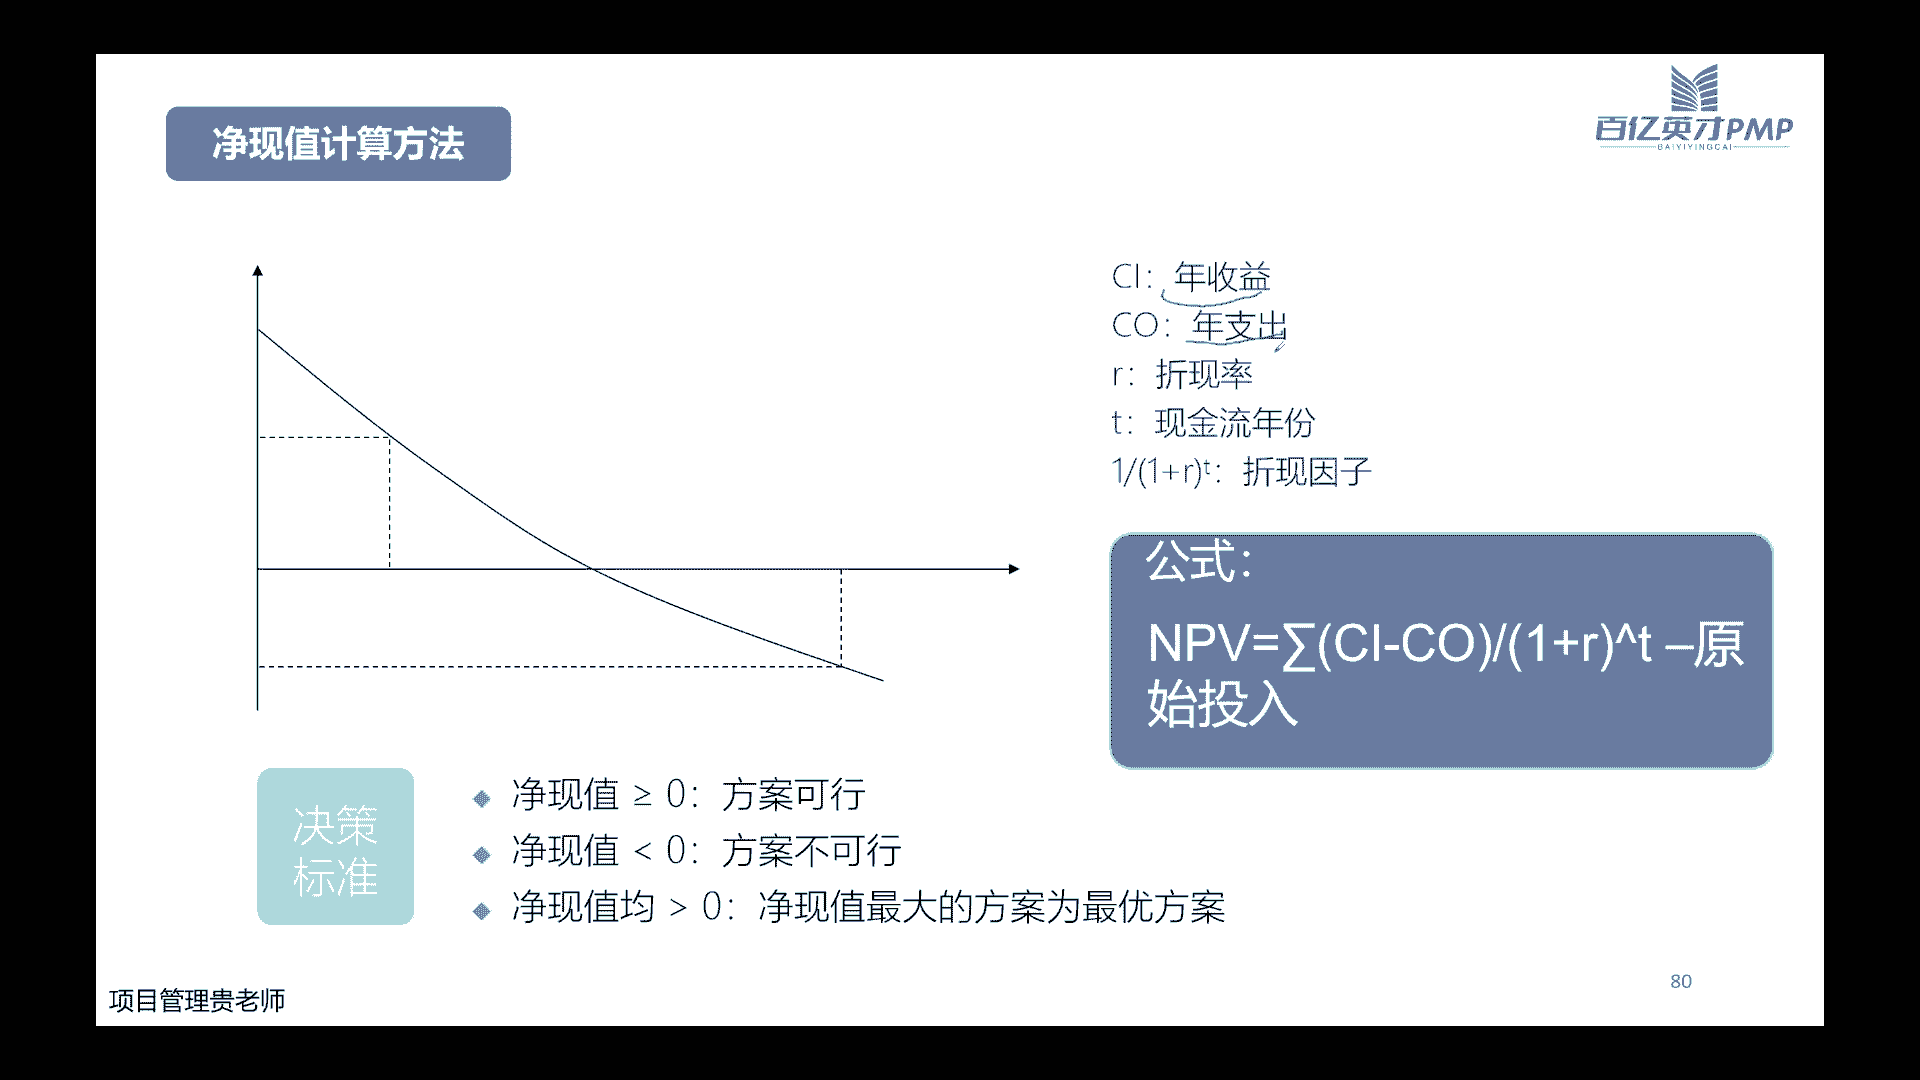 净现值计算方法
百亿英才PMP
BAIYIYINGCAI
CI：年收益
CO：年支出
r：折现率
t：现金流年份
1/(1+r)ᵗ：折现因子
公式：
NPV=∑(CI-CO)/(1+r)^t –原
始投入
决策
标准
净现值 ≥ 0：方案可行
净现值 < 0：方案不可行
净现值均 > 0：净现值最大的方案为最优方案
80
项目管理贵老师